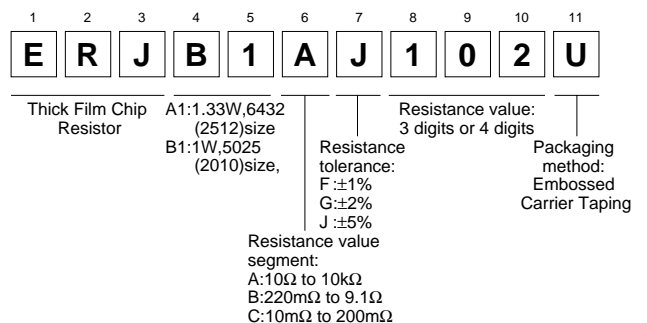 1 2 3 4 5 6 7 8 9 10 11
E R J B 1 A J 1 0 2 U
Thick Film Chip
Resistor
A1:1.33W,6432
(2512)size
B1:1W,5025
(2010)size,
Resistance value:
3 digits or 4 digits
Resistance
tolerance:
F :±1%
G:±2%
J :±5%
Packaging
method:
Embossed
Carrier Taping
Resistance value
segment:
A:10Ω to 10kΩ
B:220mΩ to 9.1Ω
C:10mΩ to 200mΩ